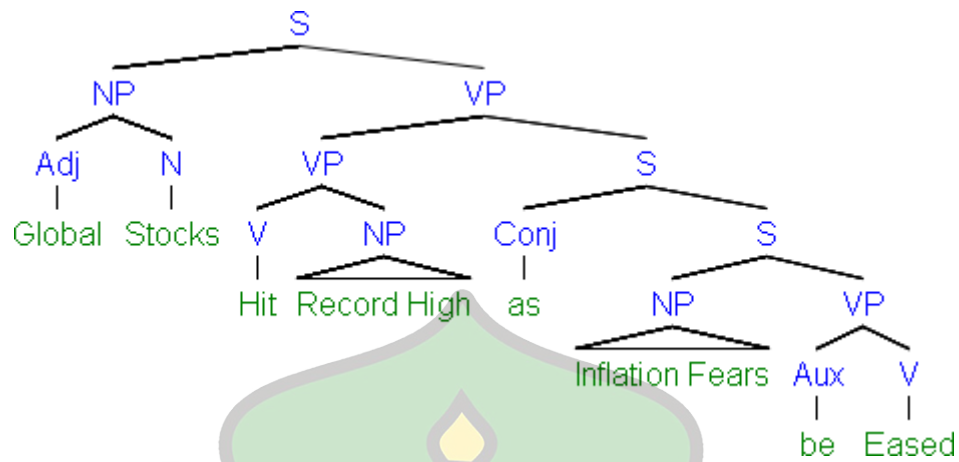 S
NP VP
Adj N VP S
Global Stocks V NP Conj S
Hit Record High as NP VP
Inflation Fears Aux V
be Eased